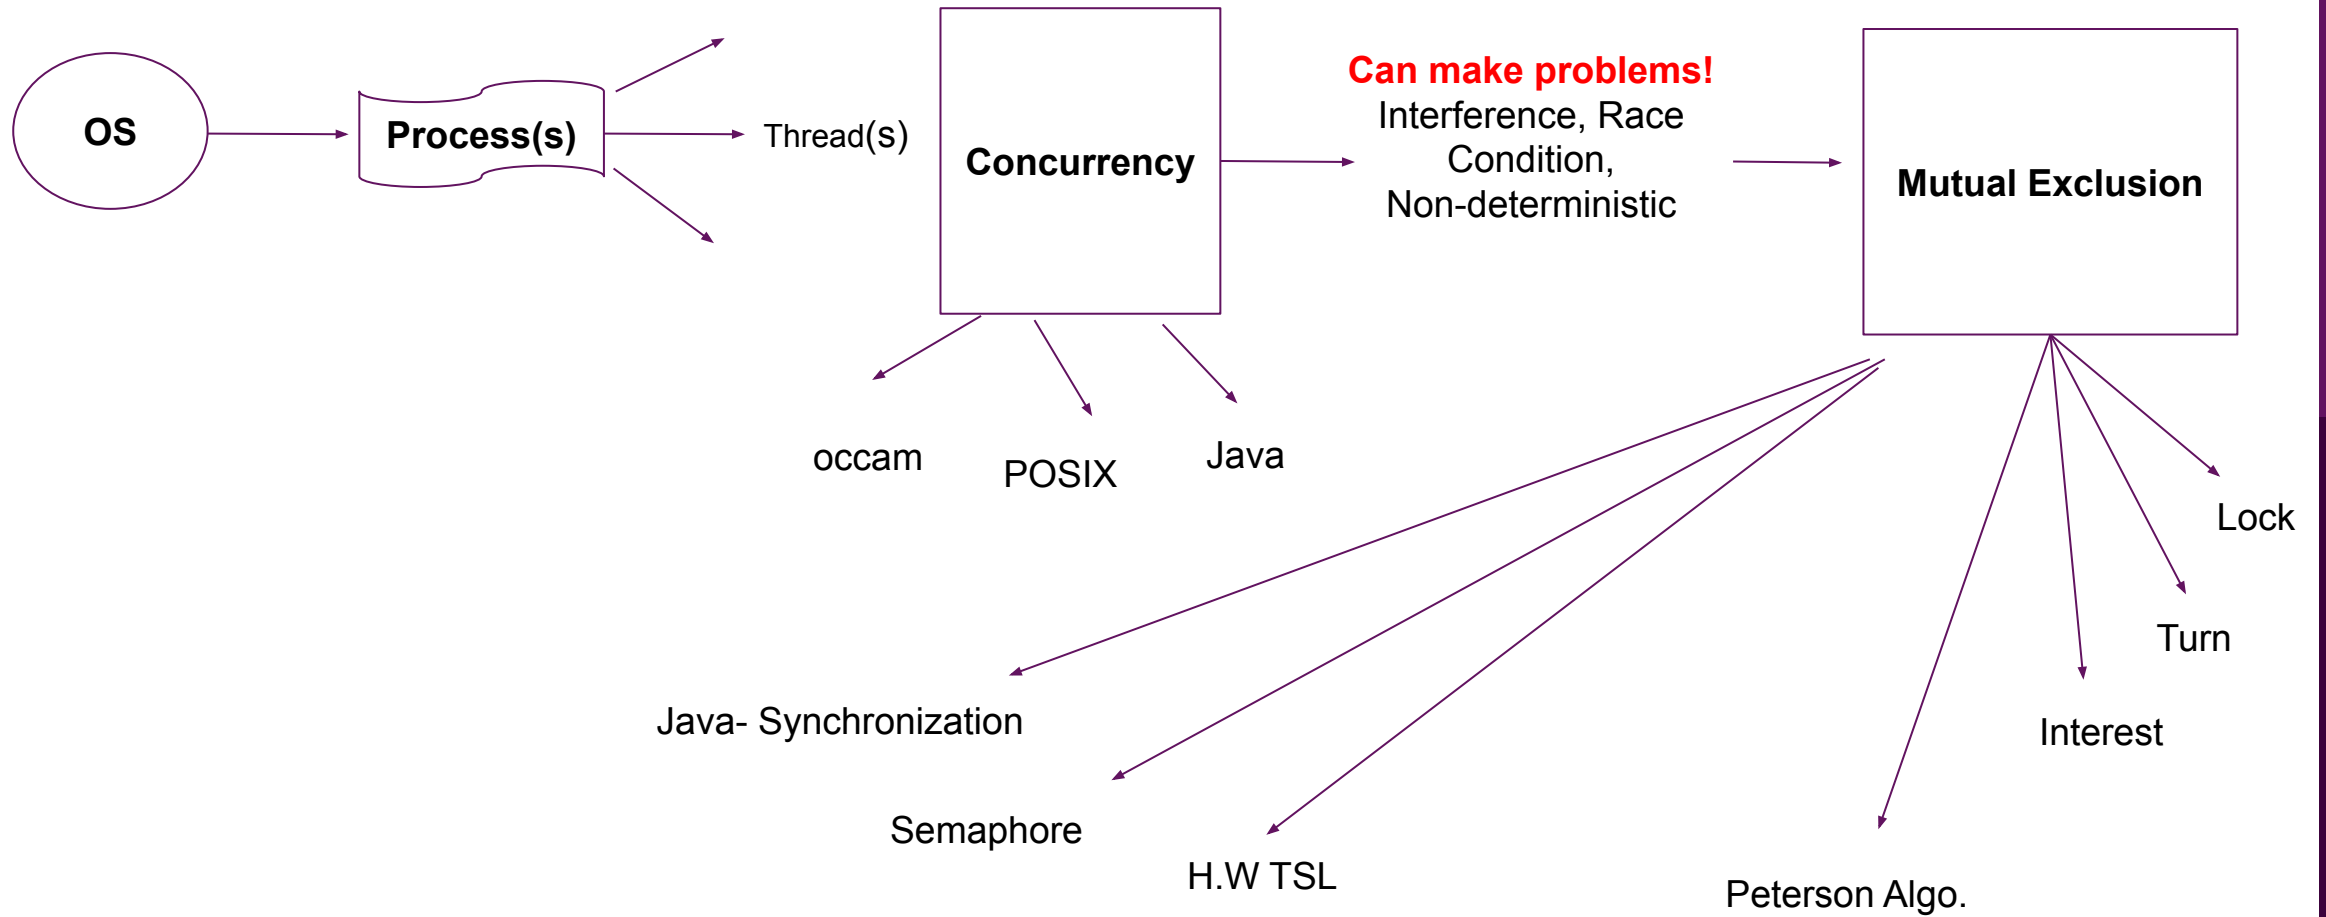 OS
Process(s)
Thread(s)
Concurrency
Can make problems!
Interference, Race
Condition,
Non-deterministic
Mutual Exclusion
occam
POSIX
Java
Lock
Turn
Interest
Java- Synchronization
Semaphore
H.W TSL
Peterson Algo.